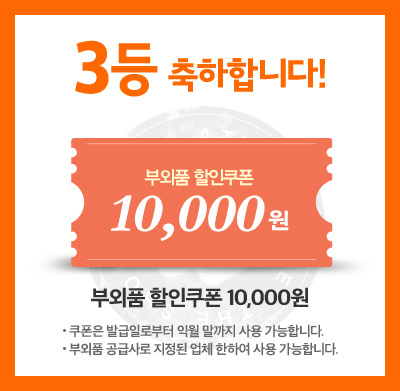 3등 축하합니다!
부외품 할인쿠폰
10,000원
부외품 할인쿠폰 10,000원
• 쿠폰은 발급일로부터 익월 말까지 사용 가능합니다.
• 부외품 공급사로 지정된 업체 한하여 사용 가능합니다.